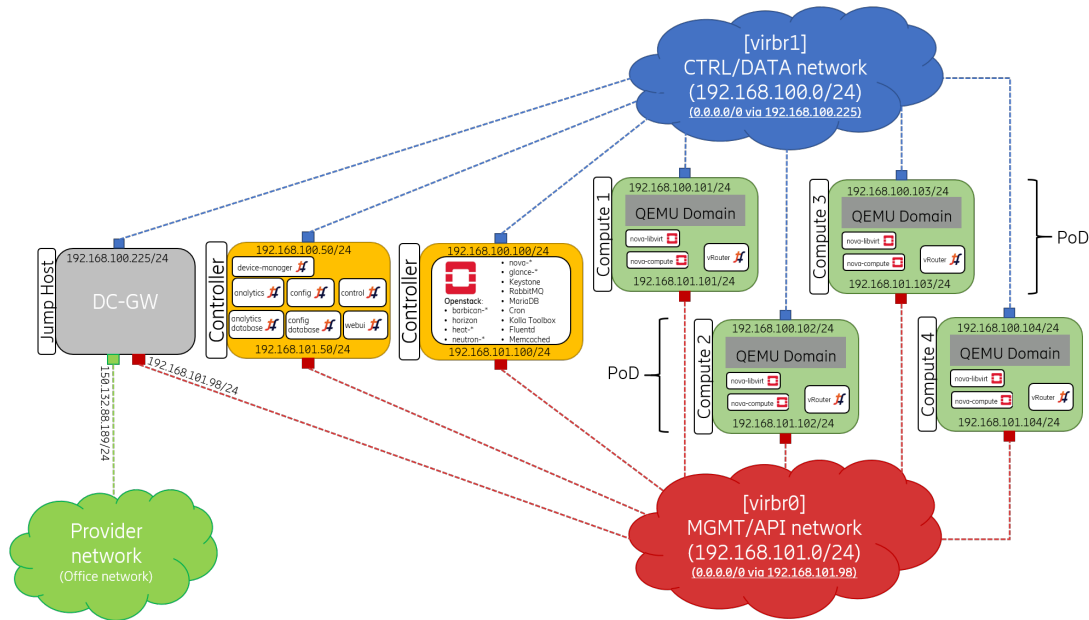 [virbr1]
CTRL/DATA network
(192.168.100.0/24)
(0.0.0.0/0 via 192.168.100.225)
Jump Host
192.168.100.225/24
DC-GW
150.132.88.189/24
192.168.101.98/24
Provider
network
(Office network)
Controller
192.168.100.50/24
device-manager
analytics
config
control
analytics
database
config
database
webui
192.168.101.50/24
Controller
192.168.100.100/24
Openstack:
• barbican-*
• horizon
• heat-*
• neutron-*
• nova-*
• glance-*
• Keystone
• RabbitMQ
• MariaDB
• Cron
• Kolla Toolbox
• Fluentd
• Memcached
192.168.101.100/24
Compute 1
192.168.100.101/24
QEMU Domain
nova-libvirt
nova-compute
vRouter
192.168.101.101/24
Compute 3
192.168.100.103/24
QEMU Domain
nova-libvirt
nova-compute
vRouter
192.168.101.103/24
PoD
PoD
Compute 2
192.168.100.102/24
QEMU Domain
nova-libvirt
nova-compute
vRouter
192.168.101.102/24
Compute 4
192.168.100.104/24
QEMU Domain
nova-libvirt
nova-compute
vRouter
192.168.101.104/24
[virbr0]
MGMT/API network
(192.168.101.0/24)
(0.0.0.0/0 via 192.168.101.98)